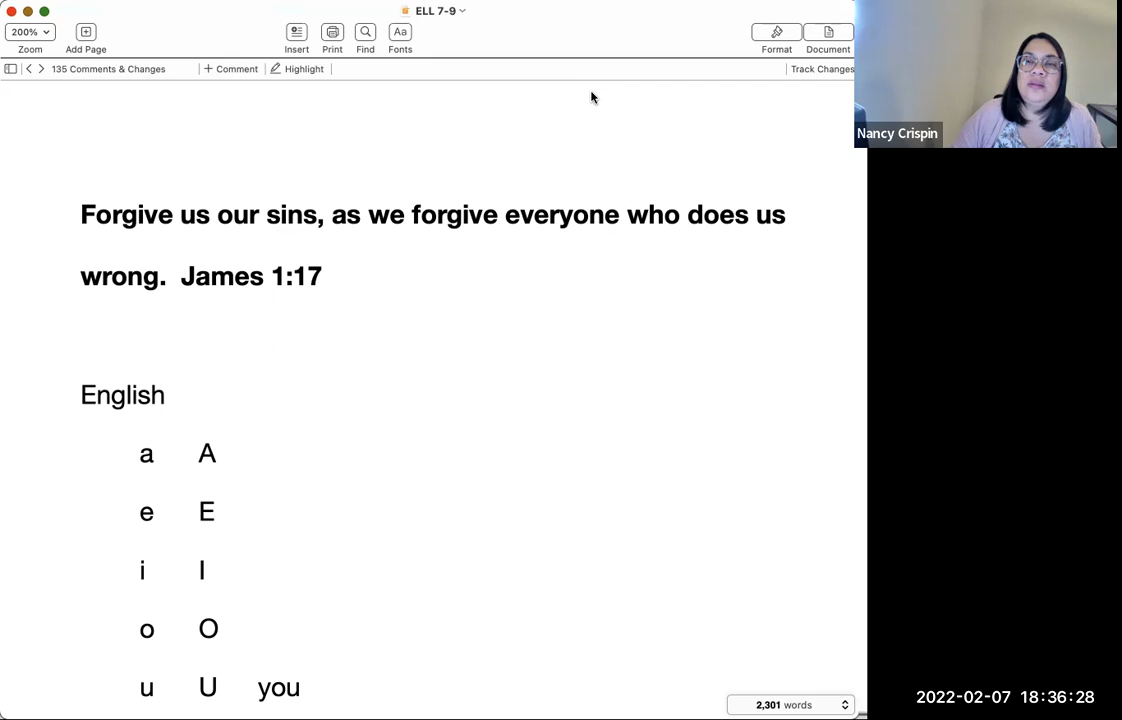 ELL 7-9
200%
Zoom
Add Page
Insert
Print
Aa
Find
Fonts
Format
Document
135 Comments & Changes
+ Comment
Highlight
Track Changes
Nancy Crispin
Forgive us our sins, as we forgive everyone who does us
wrong. James 1:17
English
a A
e E
i I
o O
u U you
2,301 words
2022-02-07 18:36:28